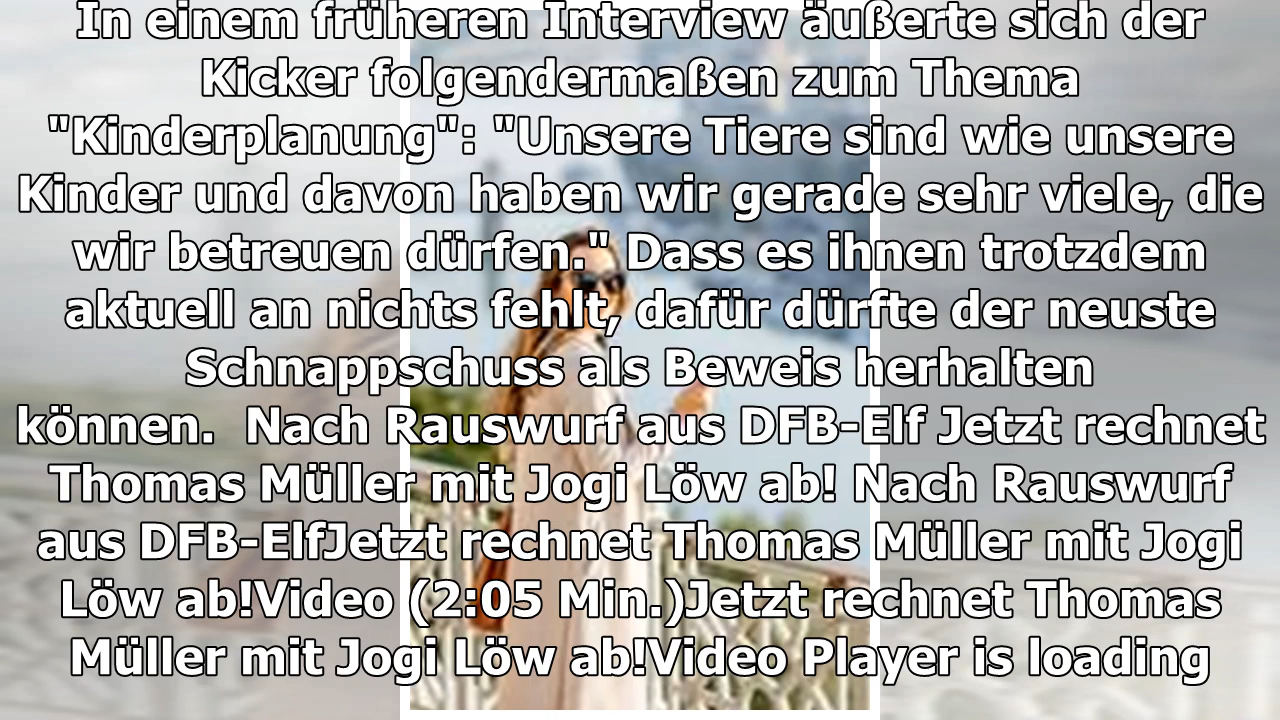 In einem früheren Interview äußerte sich der
Kicker folgendermaßen zum Thema
"Kinderplanung": "Unsere Tiere sind wie unsere
Kinder und davon haben wir gerade sehr viele, die
wir betreuen dürfen." Dass es ihnen trotzdem
aktuell an nichts fehlt, dafür dürfte der neuste
Schnappschuss als Beweis herhalten
können.  Nach Rauswurf aus DFB-Elf Jetzt rechnet
Thomas Müller mit Jogi Löw ab! Nach Rauswurf
aus DFB-ElfJetzt rechnet Thomas Müller mit Jogi
Löw ab!Video (2:05 Min.)Jetzt rechnet Thomas
Müller mit Jogi Löw ab!Video Player is loading